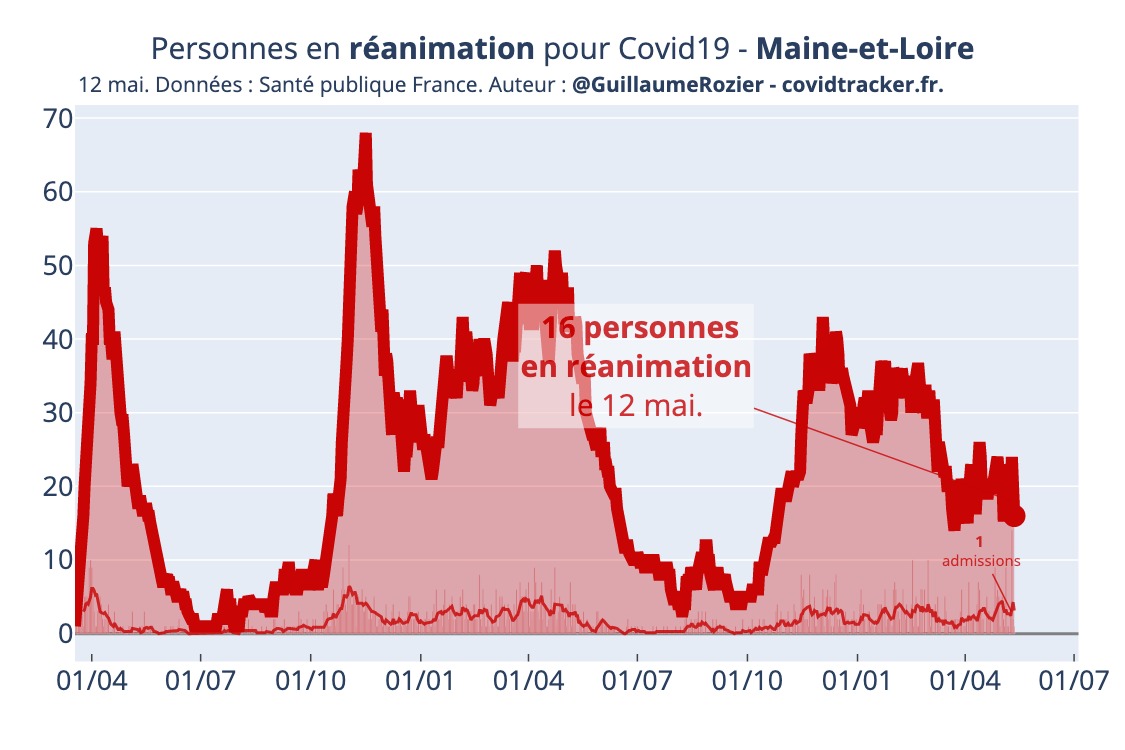 Personnes en réanimation pour Covid19 - Maine-et-Loire
12 mai. Données : Santé publique France. Auteur : @GuillaumeRozier - covidtracker.fr.
70
60
50
40
30
20
10
0
16 personnes
en réanimation
le 12 mai.
1
admissions
01/04 01/07 01/10 01/01 01/04 01/07 01/10 01/01 01/04 01/07